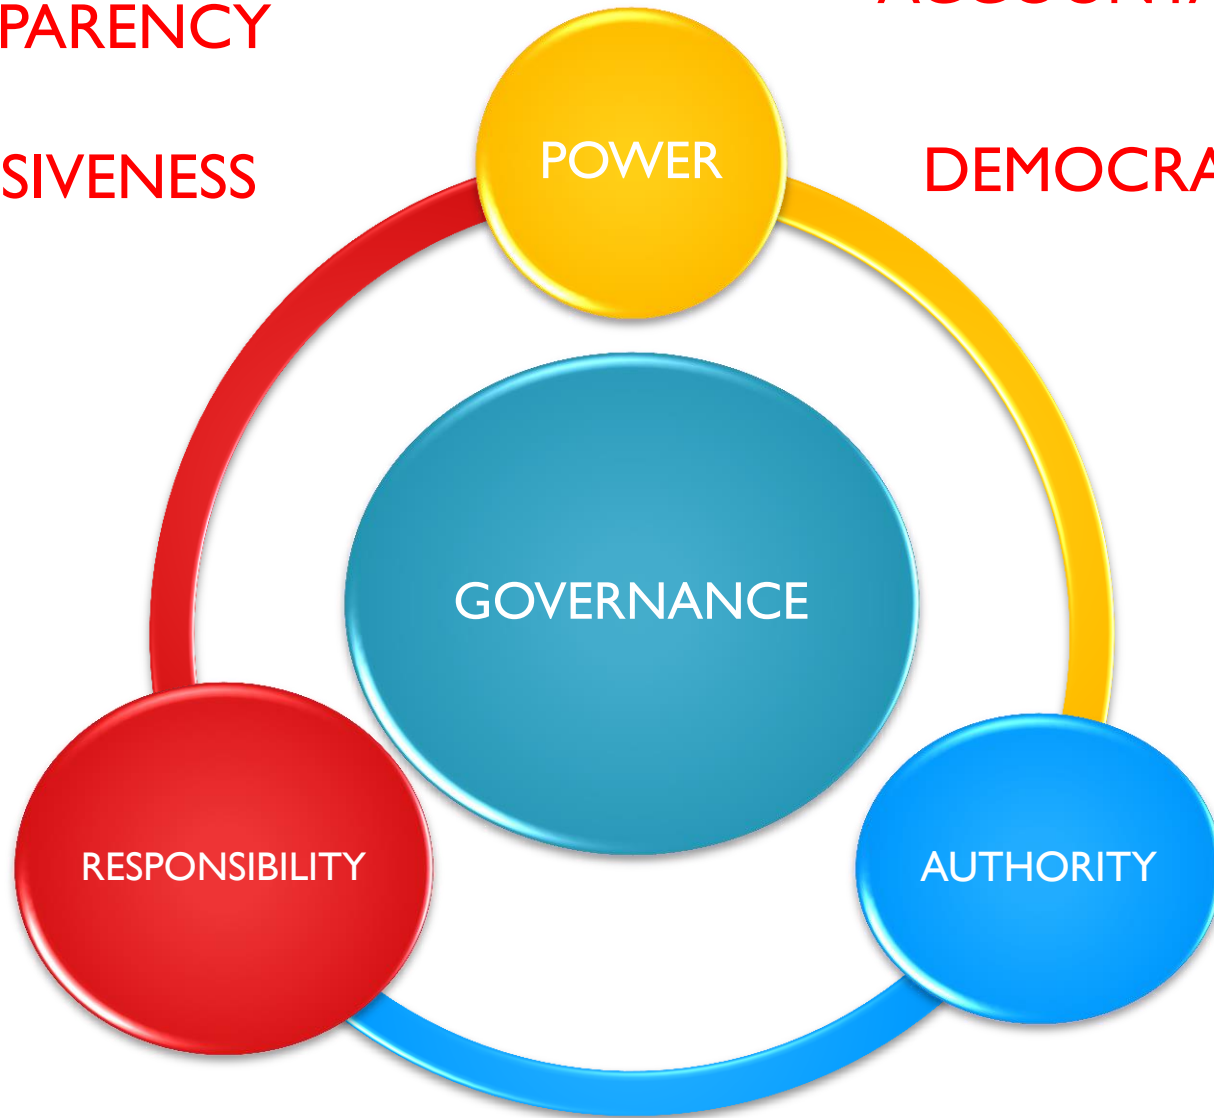 PARENCY
SIVENESS
DEMOCRA
POWER
GOVERNANCE
RESPONSIBILITY
AUTHORITY